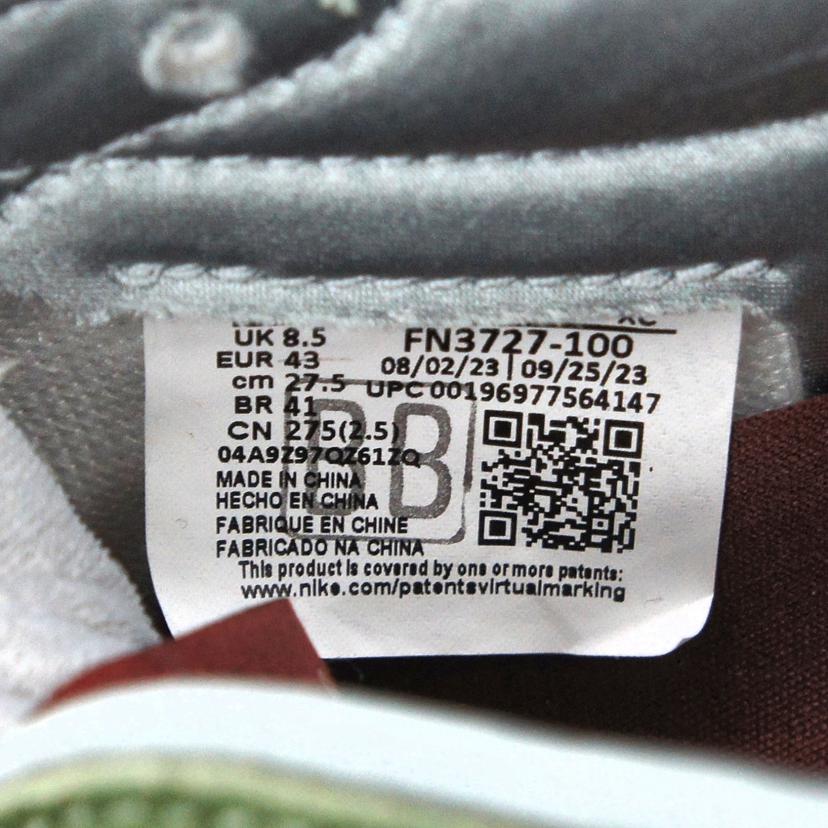 UK 8.5 FN3727-100
EUR 43 08/02/23 | 09/25/23
cm 27.5 UPC 00196977564147
BR 41
CN 275(2.5)
04A9Z97QZ61ZQ
BB
MADE IN CHINA
HECHO EN CHINA
FABRIQUE EN CHINE
FABRICADO NA CHINA
This product is covered by one or more patents:
www.nike.com/patentsvirtualmarking